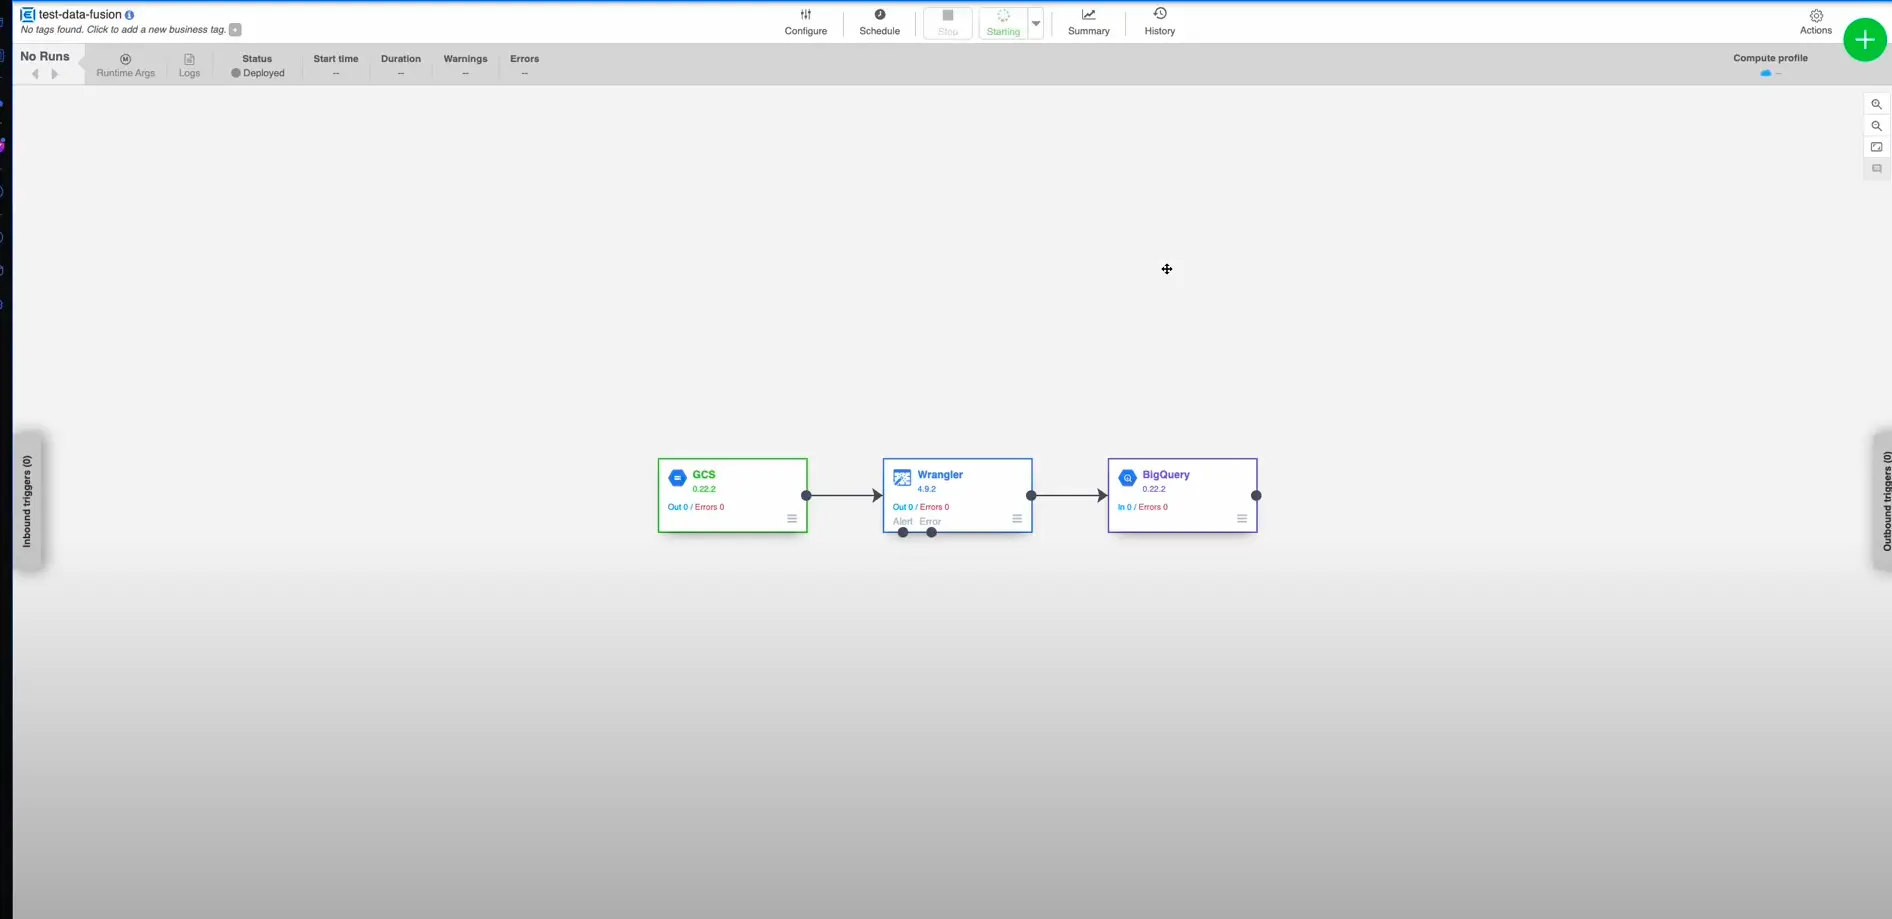 test-data-fusion
No tags found. Click to add a new business tag. +
Configure
Schedule
Stop
Starting
Summary
History
Actions
No Runs
Runtime Args
Logs
Status
Deployed
Start time
--
Duration
--
Warnings
--
Errors
--
Compute profile
--
Inbound triggers (0)
GCS
0.22.2
Out 0 / Errors 0
Wrangler
4.9.2
Out 0 / Errors 0
Alert Error
BigQuery
0.22.2
In 0 / Errors 0
Outbound triggers (0)